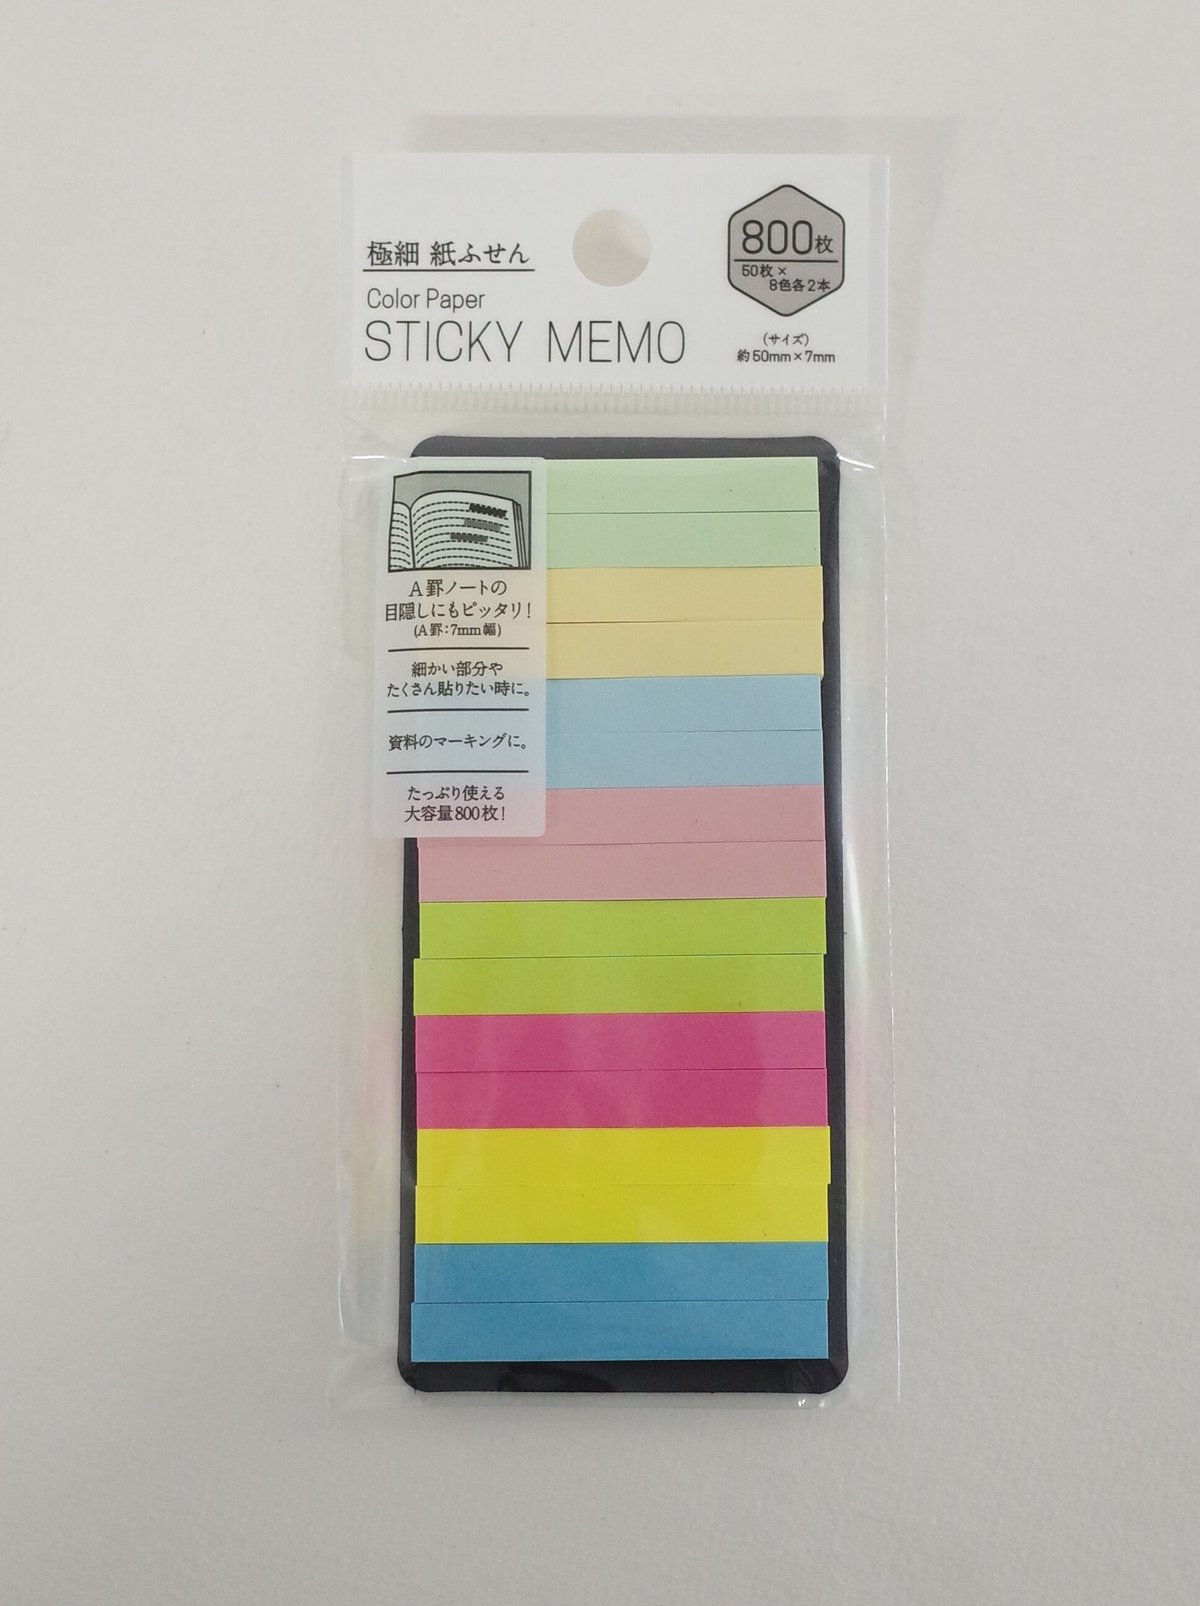 極細 紙ふせん
Color Paper
STICKY MEMO
800枚
50枚×
8色各2本
(サイズ)
約50mm×7mm
A罫ノートの
目隠しにもピッタリ!
(A罫:7mm幅)
細かい部分や
たくさん貼りたい時に。
資料のマーキングに。
たっぷり使える
大容量800枚!